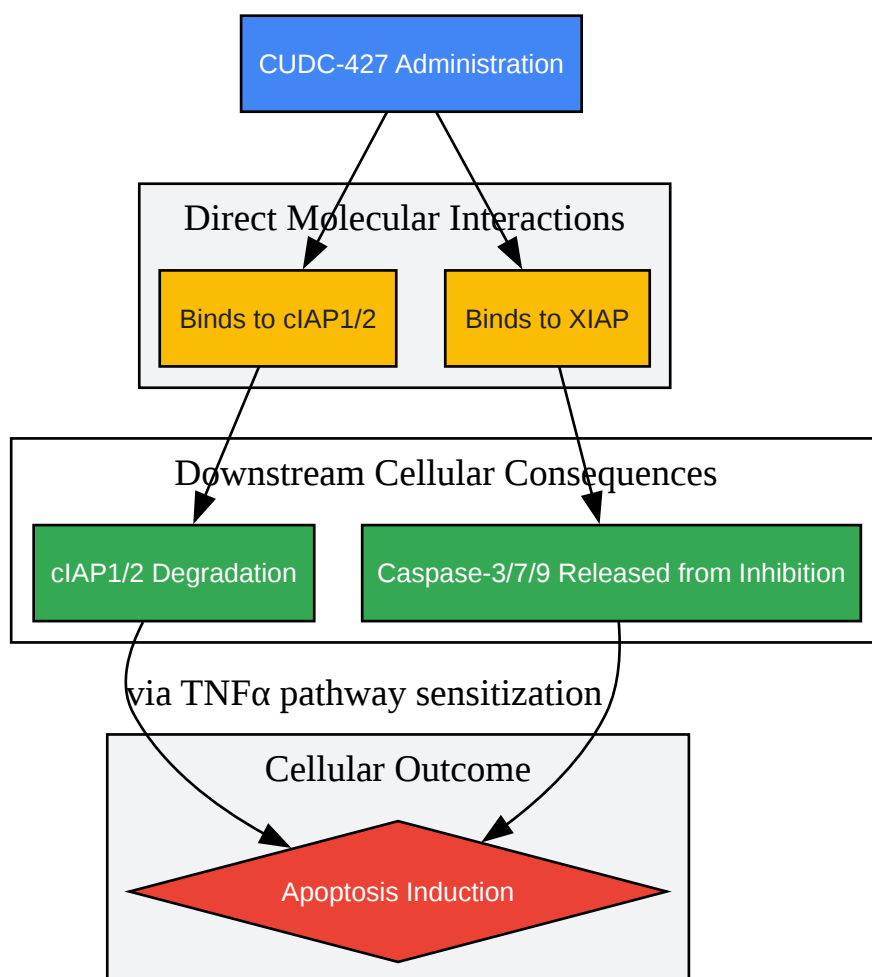 CUDC-427 Administration
Direct Molecular Interactions
Binds to cIAP1/2
Binds to XIAP
Downstream Cellular Consequences
cIAP1/2 Degradation
Caspase-3/7/9 Released from Inhibition
via TNFα pathway sensitization
Cellular Outcome
Apoptosis Induction